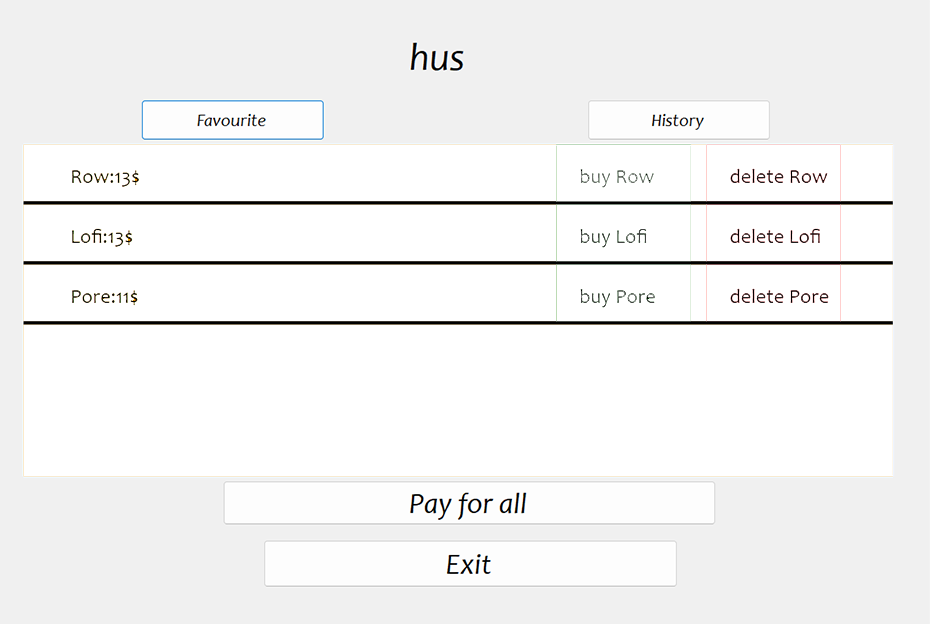 hus
Favourite History
Row:13$ buy Row delete Row
Lofi:13$ buy Lofi delete Lofi
Pore:11$ buy Pore delete Pore
Pay for all
Exit